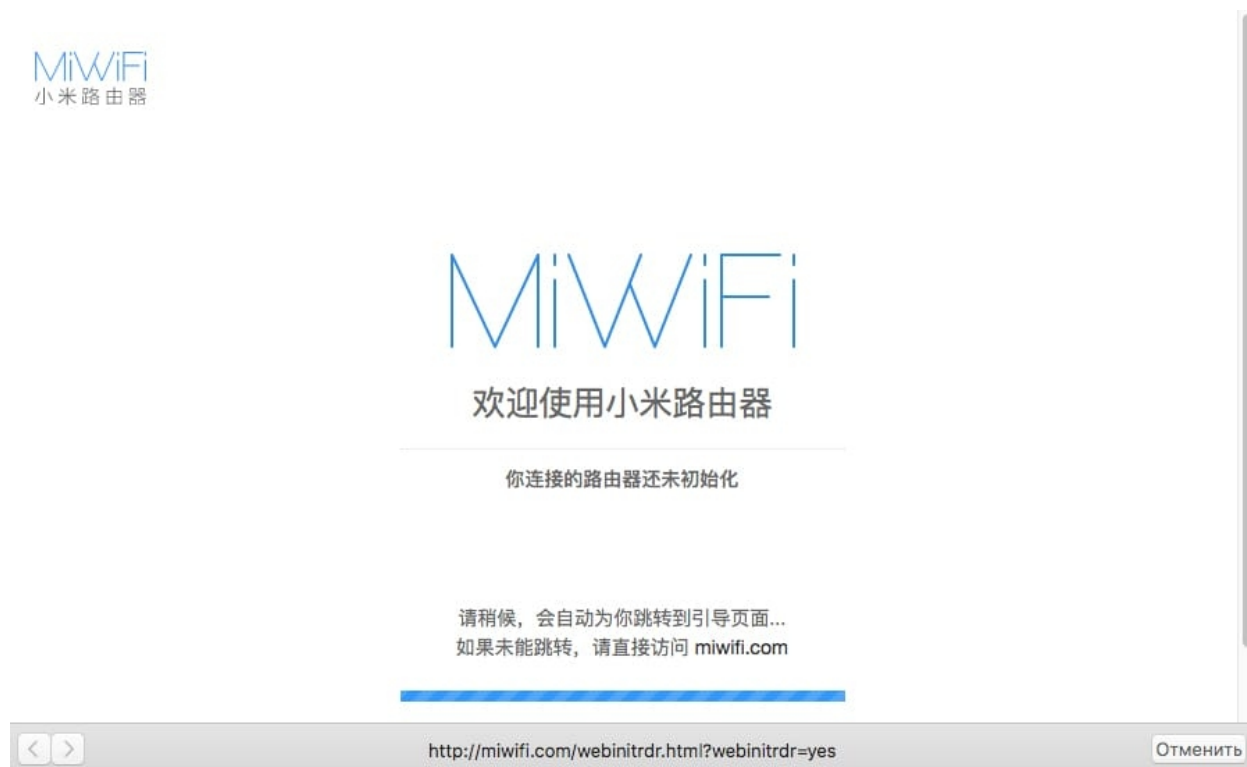 MiWiFi
小米路由器
MiWiFi
欢迎使用小米路由器
你连接的路由器还未初始化
请稍候，会自动为你跳转到引导页面...
如果未能跳转，请直接访问 miwifi.com
http://miwifi.com/webinitrdr.html?webinitrdr=yes
Отменить